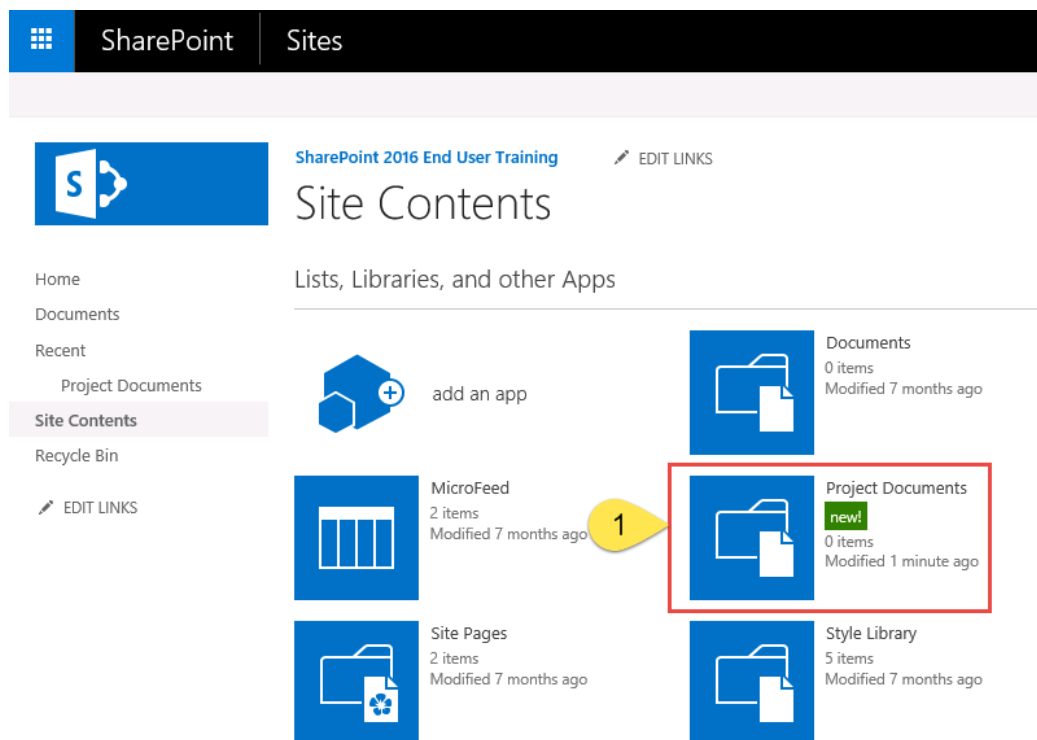 SharePoint
Sites
SharePoint 2016 End User Training
EDIT LINKS
S
Site Contents
Home
Documents
Recent
Project Documents
Site Contents
Recycle Bin
EDIT LINKS
Lists, Libraries, and other Apps
add an app
Documents
0 items
Modified 7 months ago
MicroFeed
2 items
Modified 7 months ago
1
Project Documents
new!
0 items
Modified 1 minute ago
Site Pages
2 items
Modified 7 months ago
Style Library
5 items
Modified 7 months ago